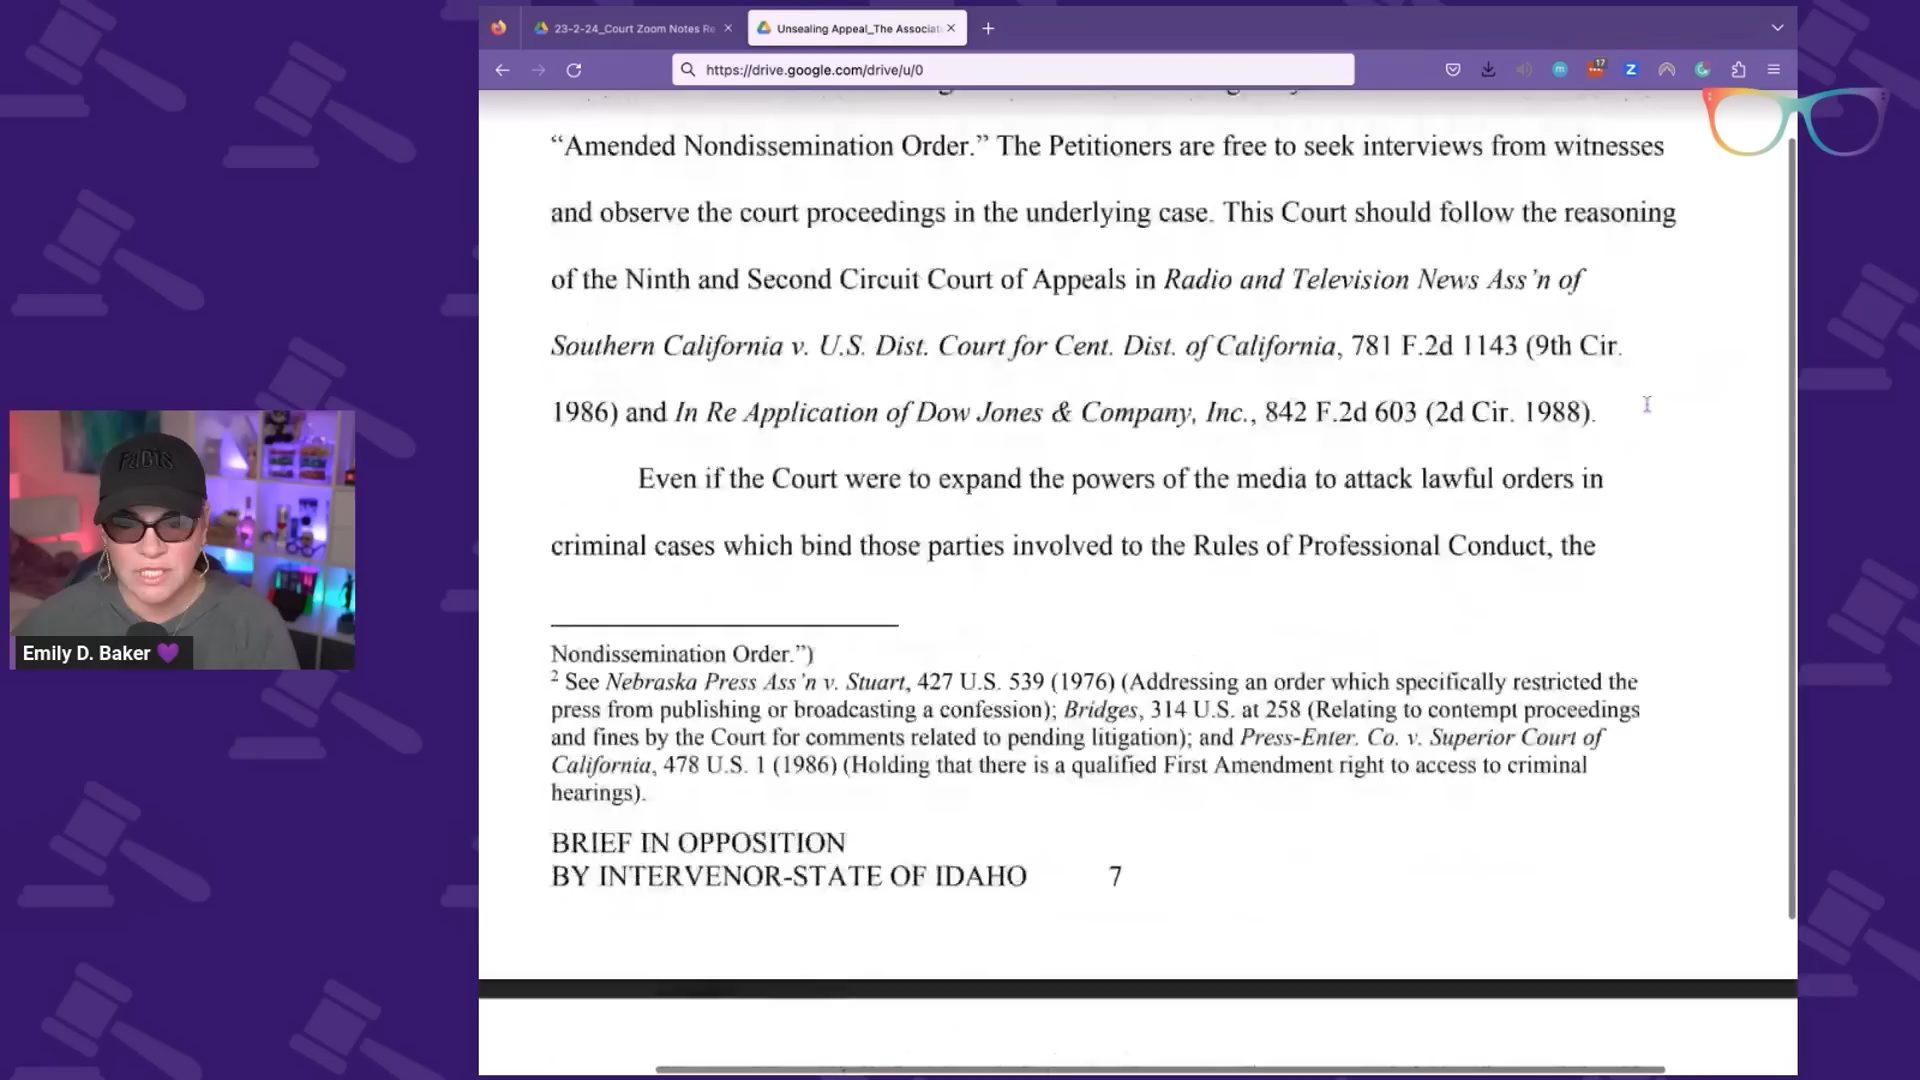 23-2-24_Court Zoom Notes Re
Unsealing Appeal_The Associat
https://drive.google.com/drive/u/0
17
“Amended Nondissemination Order.” The Petitioners are free to seek interviews from witnesses
and observe the court proceedings in the underlying case. This Court should follow the reasoning
of the Ninth and Second Circuit Court of Appeals in Radio and Television News Ass’n of
Southern California v. U.S. Dist. Court for Cent. Dist. of California, 781 F.2d 1143 (9th Cir.
1986) and In Re Application of Dow Jones & Company, Inc., 842 F.2d 603 (2d Cir. 1988).
Even if the Court were to expand the powers of the media to attack lawful orders in
criminal cases which bind those parties involved to the Rules of Professional Conduct, the
FACTS
Emily D. Baker
Nondissemination Order.”)
2 See Nebraska Press Ass’n v. Stuart, 427 U.S. 539 (1976) (Addressing an order which specifically restricted the
press from publishing or broadcasting a confession); Bridges, 314 U.S. at 258 (Relating to contempt proceedings
and fines by the Court for comments related to pending litigation); and Press-Enter. Co. v. Superior Court of
California, 478 U.S. 1 (1986) (Holding that there is a qualified First Amendment right to access to criminal
hearings).
BRIEF IN OPPOSITION
BY INTERVENOR-STATE OF IDAHO 7